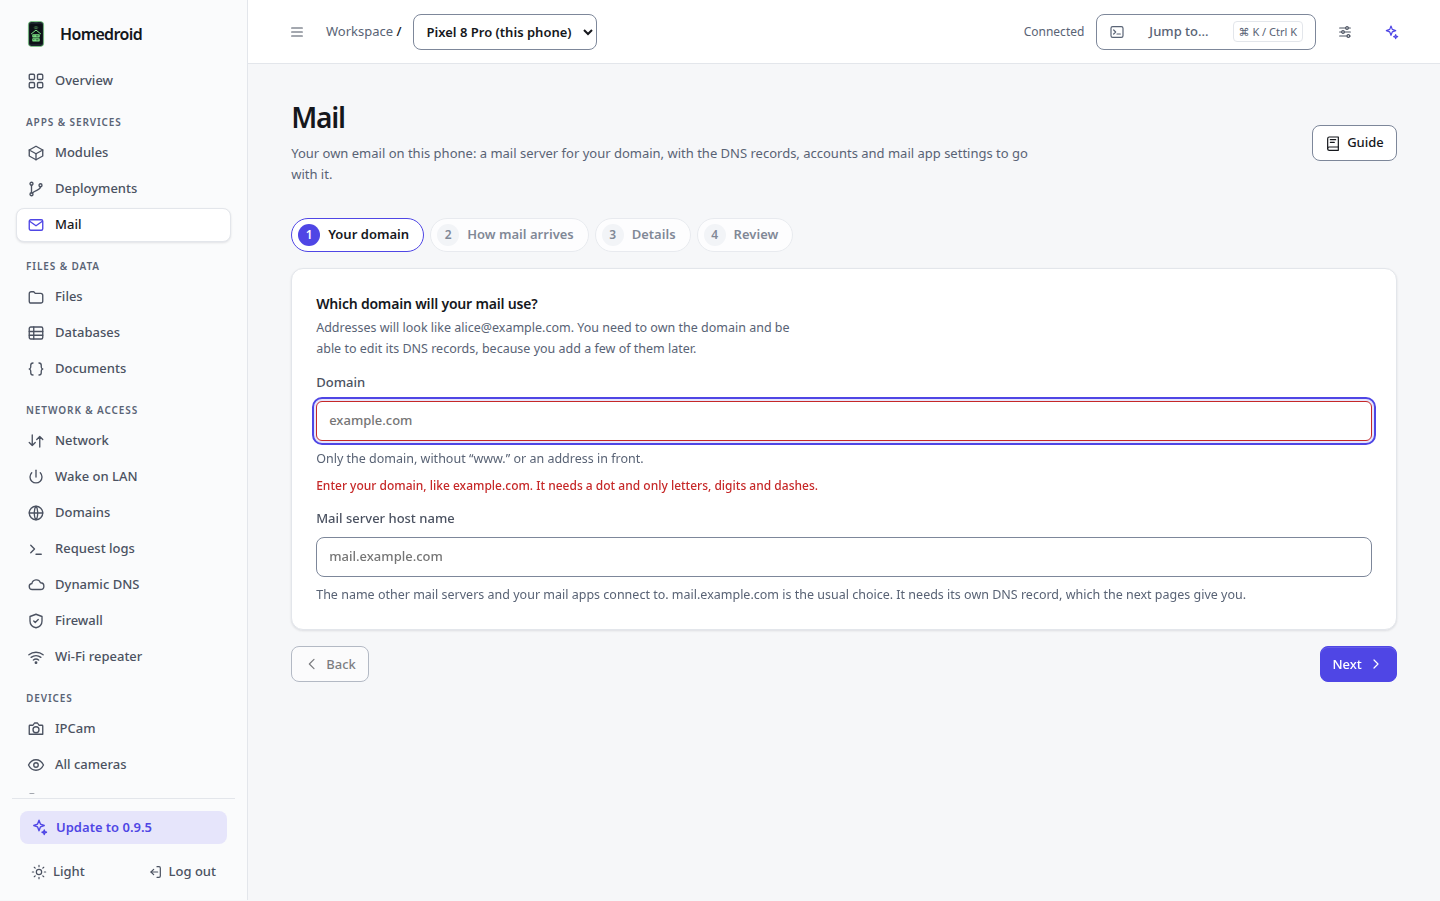 Homedroid
Overview
APPS & SERVICES
Modules
Deployments
Mail
FILES & DATA
Files
Databases
Documents
NETWORK & ACCESS
Network
Wake on LAN
Domains
Request logs
Dynamic DNS
Firewall
Wi-Fi repeater
DEVICES
IPCam
All cameras
Update to 0.9.5
Light
Log out
Workspace /
Pixel 8 Pro (this phone)
Connected
Jump to...
⌘ K / Ctrl K
Mail
Your own email on this phone: a mail server for your domain, with the DNS records, accounts and mail app settings to go
with it.
Guide
1 Your domain
2 How mail arrives
3 Details
4 Review
Which domain will your mail use?
Addresses will look like alice@example.com. You need to own the domain and be
able to edit its DNS records, because you add a few of them later.
Domain
example.com
Only the domain, without “www.” or an address in front.
Enter your domain, like example.com. It needs a dot and only letters, digits and dashes.
Mail server host name
mail.example.com
The name other mail servers and your mail apps connect to. mail.example.com is the usual choice. It needs its own DNS record, which the next pages give you.
Back
Next